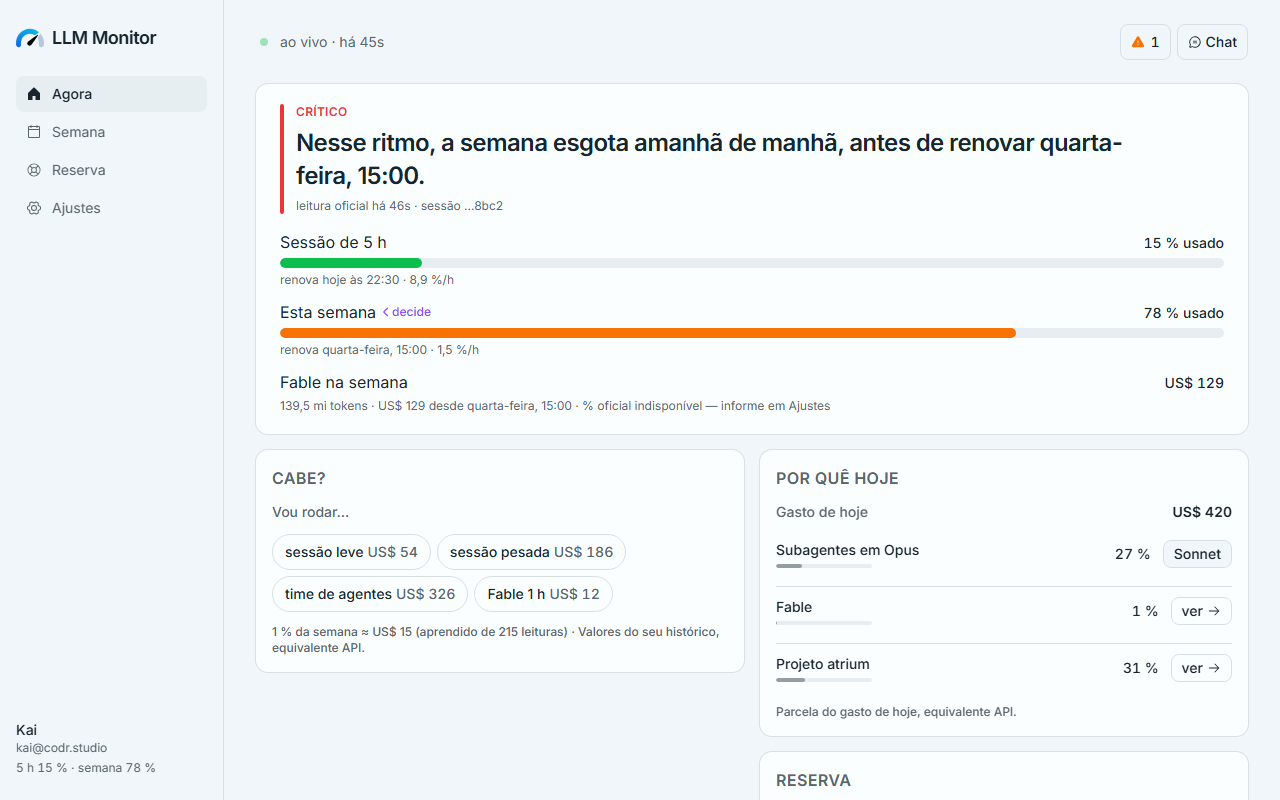 LLM Monitor
Agora
Semana
Reserva
Ajustes
Kai
kai@codr.studio
5 h 15 % · semana 78 %
ao vivo · há 45s
1
Chat
CRÍTICO
Nesse ritmo, a semana esgota amanhã de manhã, antes de renovar quarta-
feira, 15:00.
leitura oficial há 46s · sessão …8bc2
Sessão de 5 h
15 % usado
renova hoje às 22:30 · 8,9 %/h
Esta semana
decide
78 % usado
renova quarta-feira, 15:00 · 1,5 %/h
Fable na semana
US$ 129
139,5 mi tokens · US$ 129 desde quarta-feira, 15:00 · % oficial indisponível — informe em Ajustes
CABE?
Vou rodar…
sessão leve US$ 54
sessão pesada US$ 186
time de agentes US$ 326
Fable 1 h US$ 12
1 % da semana ≈ US$ 15 (aprendido de 215 leituras) · Valores do seu histórico,
equivalente API.
POR QUÊ HOJE
Gasto de hoje
US$ 420
Subagentes em Opus
27 %
Sonnet
Fable
1 %
ver →
Projeto atrium
31 %
ver →
Parcela do gasto de hoje, equivalente API.
RESERVA